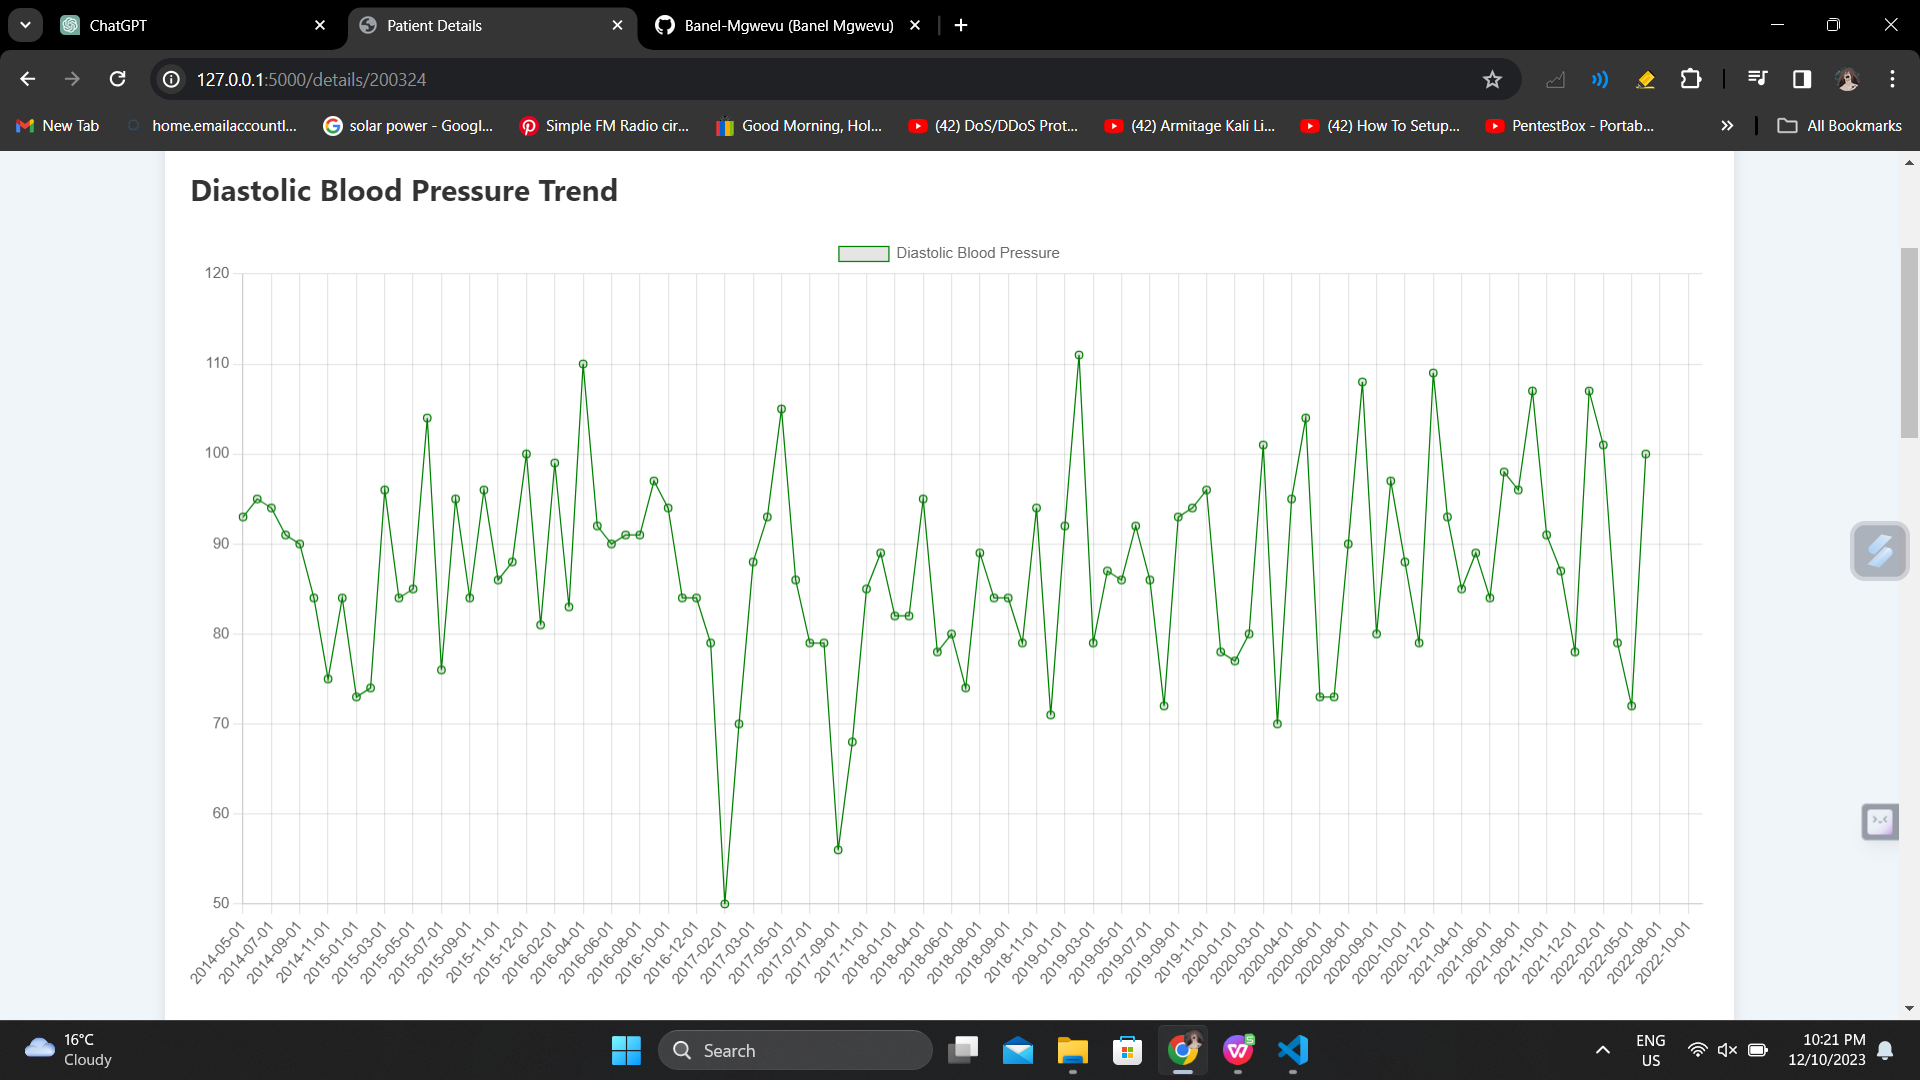 ChatGPT
Patient Details
Banel-Mgwevu (Banel Mgwevu)
127.0.0.1:5000/details/200324
New Tab
home.emailaccountl...
solar power - Googl...
Simple FM Radio cir...
Good Morning, Hol...
(42) DoS/DDoS Prot...
(42) Armitage Kali Li...
(42) How To Setup...
PentestBox - Portab...
All Bookmarks
Diastolic Blood Pressure Trend
Diastolic Blood Pressure
120
110
100
90
80
70
60
50
2014-05-01
2014-07-01
2014-09-01
2014-11-01
2015-01-01
2015-03-01
2015-05-01
2015-07-01
2015-09-01
2015-11-01
2015-12-01
2016-02-01
2016-04-01
2016-06-01
2016-08-01
2016-10-01
2016-12-01
2017-02-01
2017-03-01
2017-05-01
2017-07-01
2017-09-01
2017-11-01
2018-01-01
2018-04-01
2018-06-01
2018-08-01
2018-09-01
2018-11-01
2019-01-01
2019-03-01
2019-05-01
2019-07-01
2019-09-01
2019-11-01
2020-01-01
2020-03-01
2020-04-01
2020-06-01
2020-08-01
2020-09-01
2020-10-01
2020-12-01
2021-04-01
2021-06-01
2021-08-01
2021-10-01
2021-12-01
2022-02-01
2022-05-01
2022-08-01
2022-10-01
16°C
Cloudy
Search
ENG
US
10:21 PM
12/10/2023